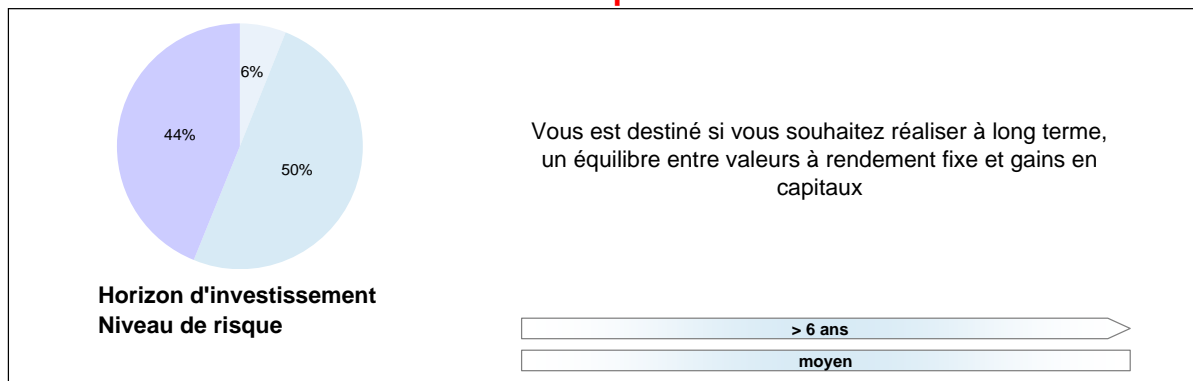 6%
44%
50%
Vous est destiné si vous souhaitez réaliser à long terme,
un équilibre entre valeurs à rendement fixe et gains en
capitaux
Horizon d'investissement
Niveau de risque
> 6 ans
moyen